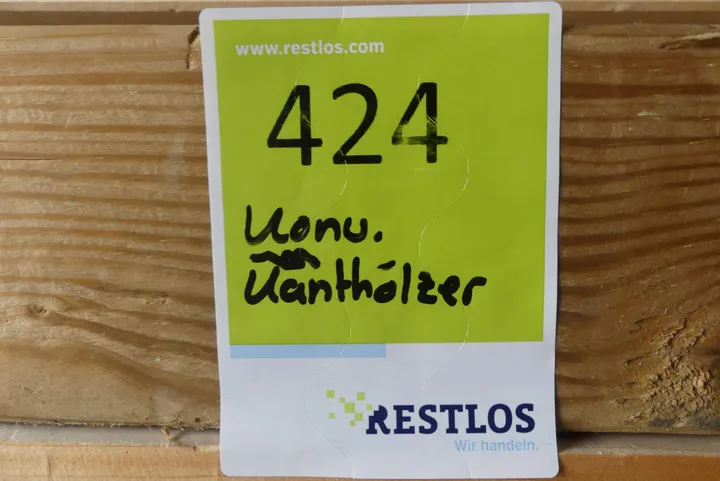 www.restlos.com
424
Konv.
Kanthölzer
RESTLOS
Wir handeln.